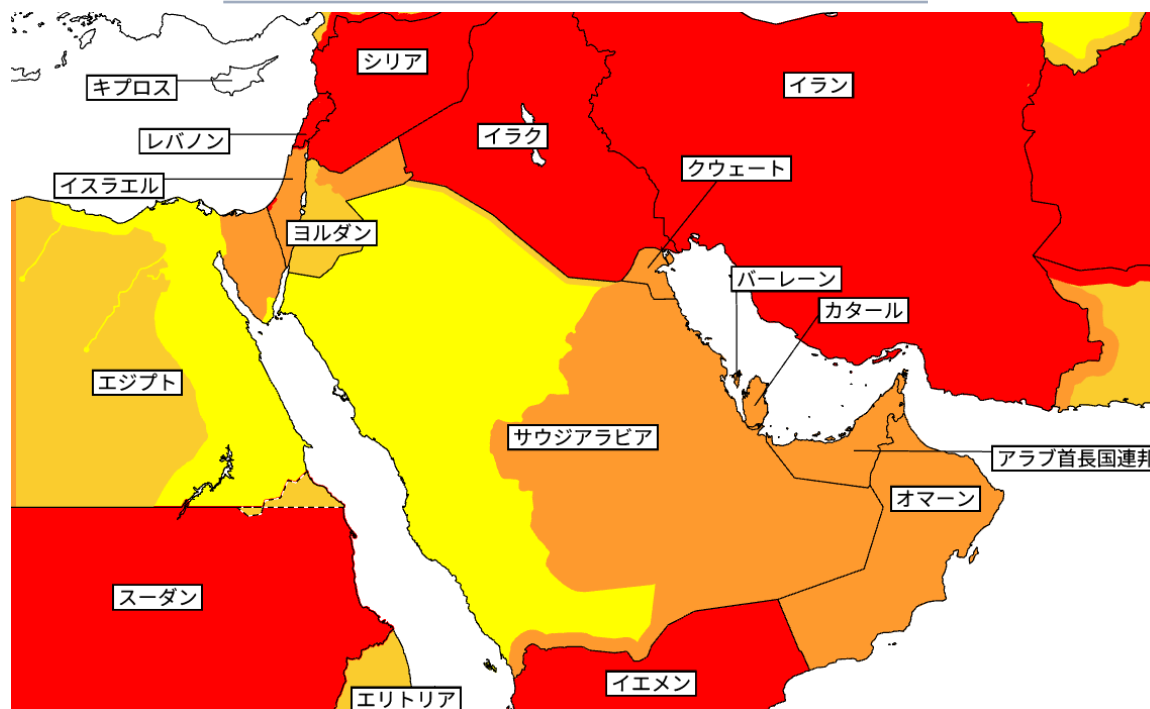 シリア
キプロス
イラン
レバノン
イラク
クウェート
イスラエル
ヨルダン
バーレーン
カタール
エジプト
サウジアラビア
アラブ首長国連邦
オマーン
スーダン
イエメン
エリトリア